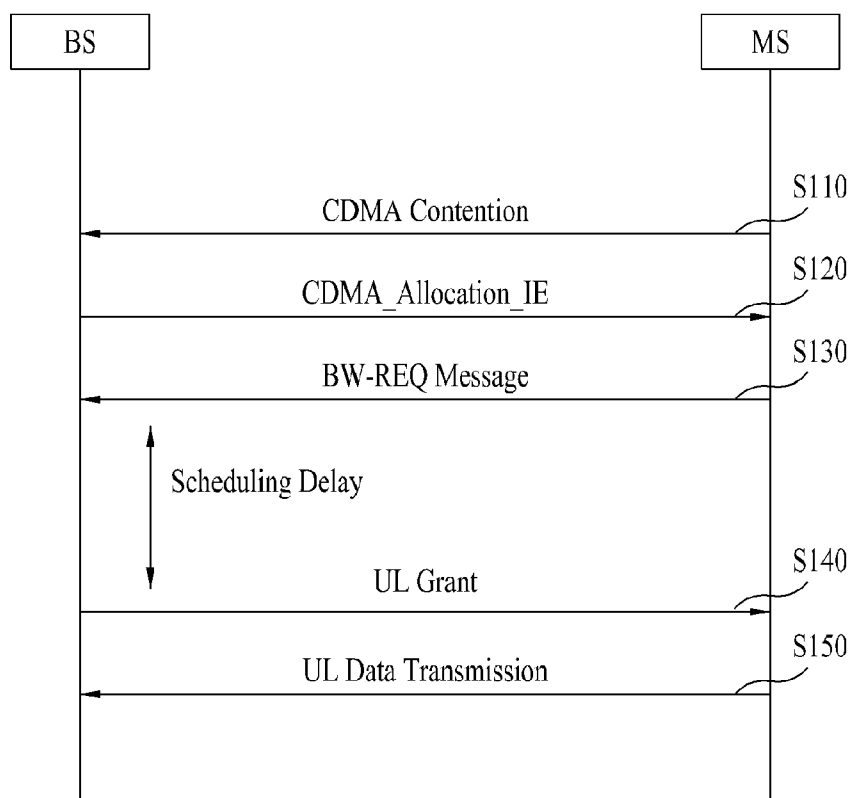 BS
MS
S110
CDMA Contention
S120
CDMA_Allocation_IE
S130
BW-REQ Message
Scheduling Delay
S140
UL Grant
S150
UL Data Transmission